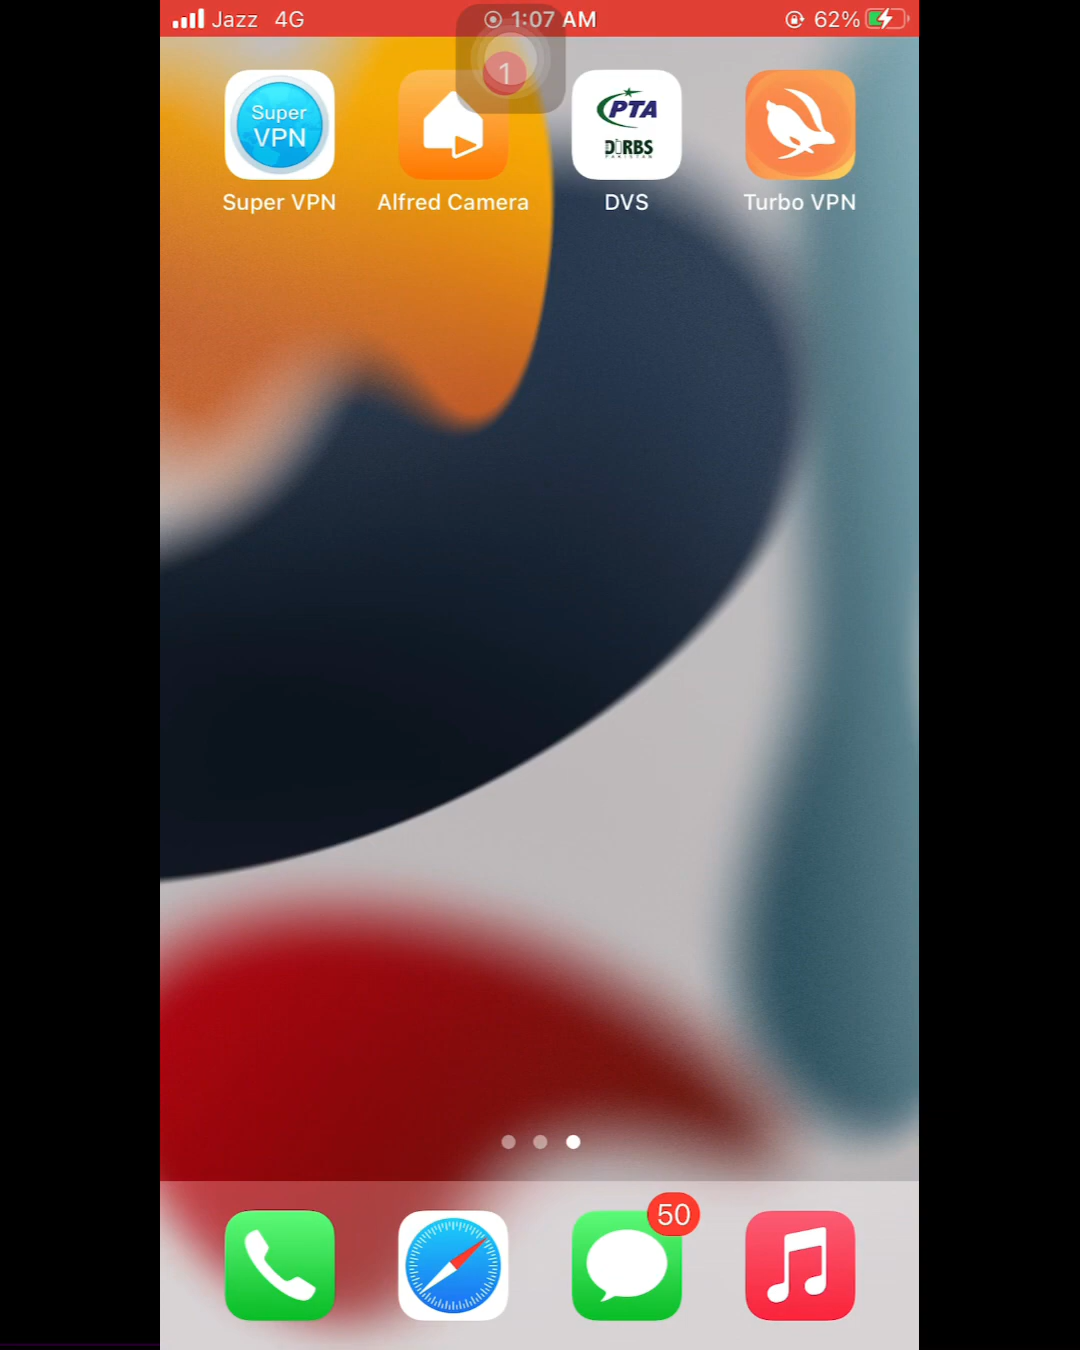 Jazz 4G 1:07 AM 62%
1
Super
VPN
PTA
DIRBS
PAKISTAN
Super VPN Alfred Camera DVS Turbo VPN
50